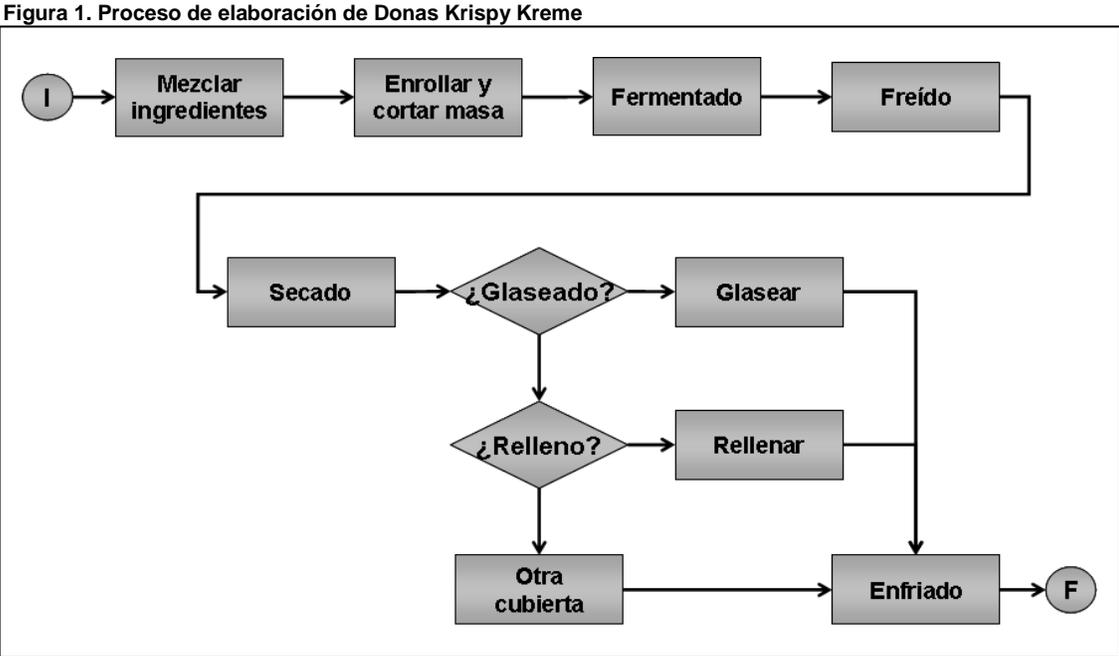 Figura 1. Proceso de elaboración de Donas Krispy Kreme
I
Mezclar
ingredientes
Enrollar y
cortar masa
Fermentado
Freído
Secado
¿Glaseado?
Glasear
¿Relleno?
Rellenar
Otra
cubierta
Enfriado
F